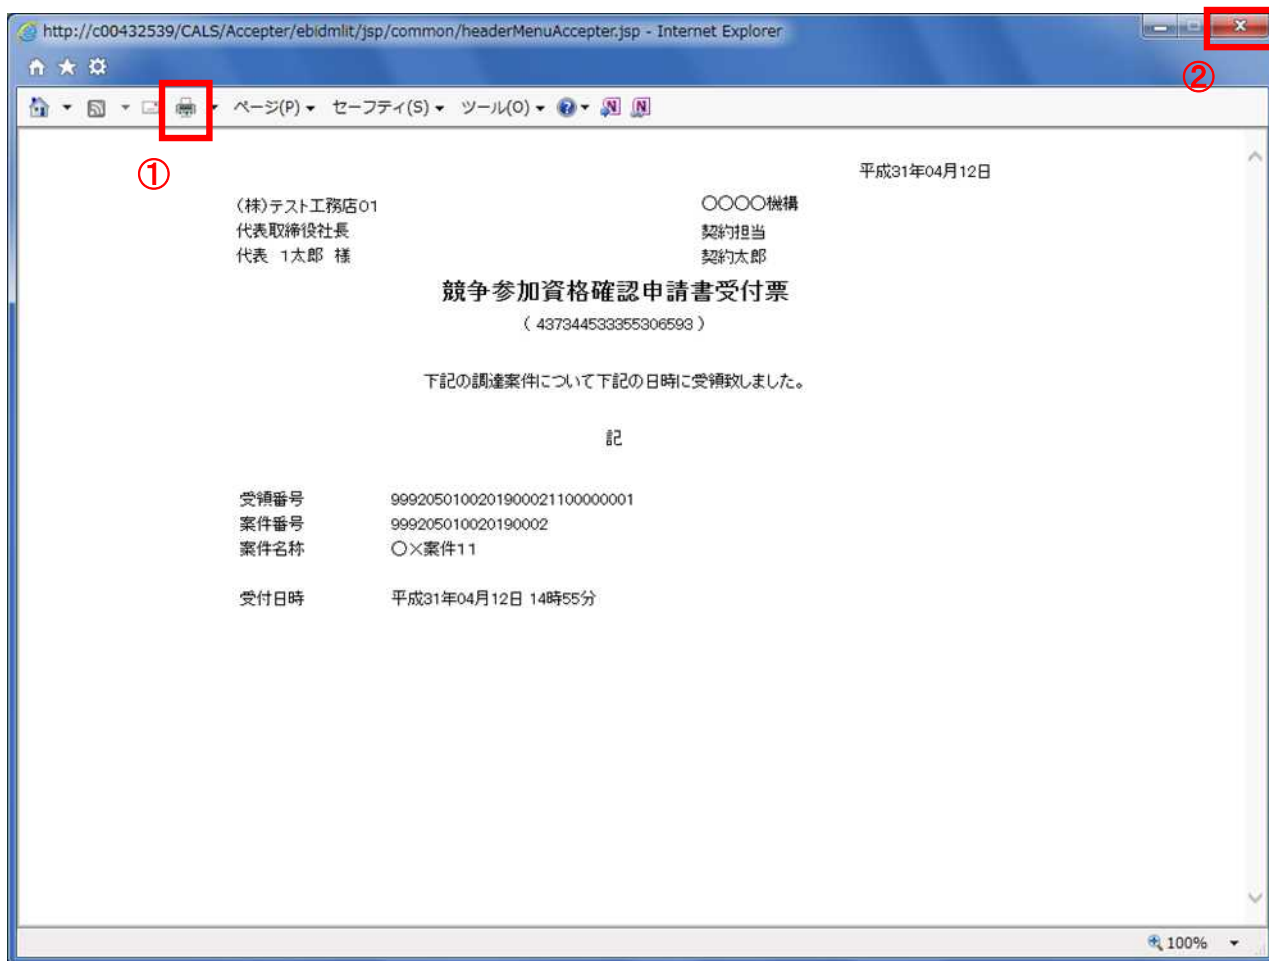 http://c00432539/CALS/Accepter/ebidmlit/jsp/common/headerMenuAccepter.jsp - Internet Explorer
②
ページ(P) セーフティ(S) ツール(O)
①
平成31年04月12日
(株)テスト工務店01
〇〇〇〇機構
代表取締役社長
契約担当
代表 1太郎 様
契約太郎
競争参加資格確認申請書受付票
( 437344533355306593 )
下記の調達案件について下記の日時に受領致しました。
記
受領番号 9992050100201900021100000001
案件番号 999205010020190002
案件名称 〇×案件11
受付日時 平成31年04月12日 14時55分
100%